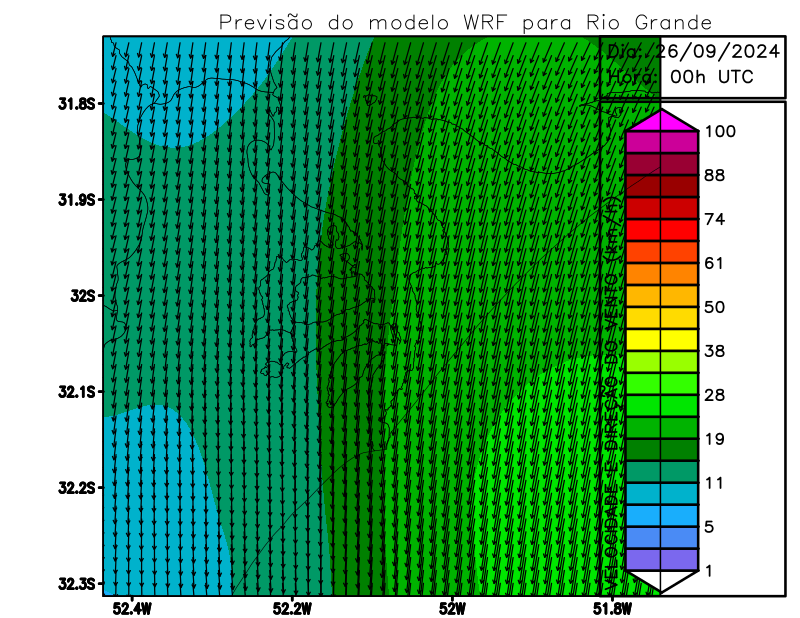 Previsão do modelo WRF para Rio Grande
Dia: 26/09/2024
Hora: 00h UTC
31.8S
31.9S
32S
32.1S
32.2S
32.3S
52.4W
52.2W
52W
51.8W
VELOCIDADE E DIREÇÃO DO VENTO (km/h)
100
88
74
61
50
38
28
19
11
5
1